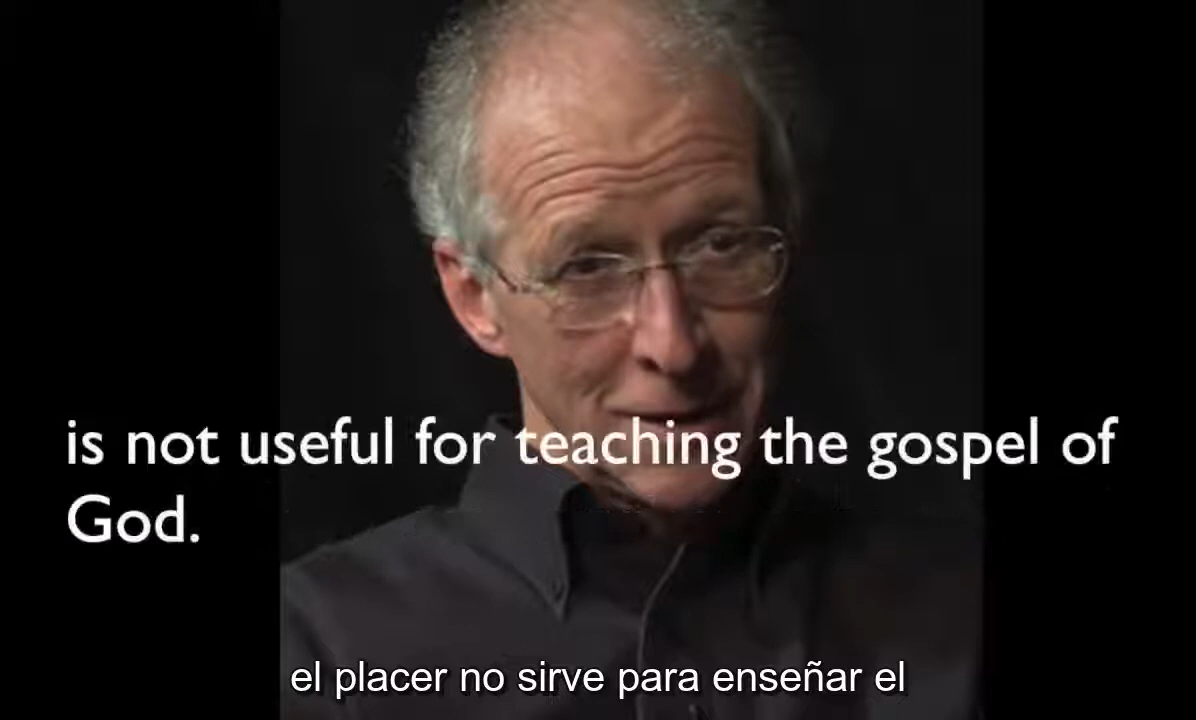 is not useful for teaching the gospel of
God.
el placer no sirve para enseñar el